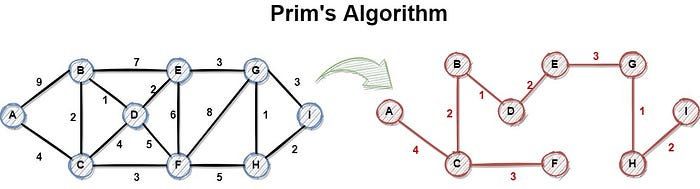 Prim's Algorithm
B 7 E 3 G
9 1 2 3
A 2 D 6 8 1 I
4 4 5 2
C 3 F 5 H
B E 3 G
2 1 D 2 1
A I
4 2
C 3 F H